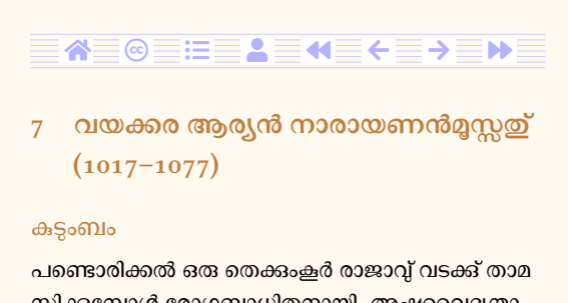 7 വയക്കര ആര്യൻ നാരായണൻമൂസ്സതു്
(1017–1077)
കുടുംബം
പണ്ടൊരിക്കൽ ഒരു തെക്കുംകൂർ രാജാവു് വടക്കു് താമ